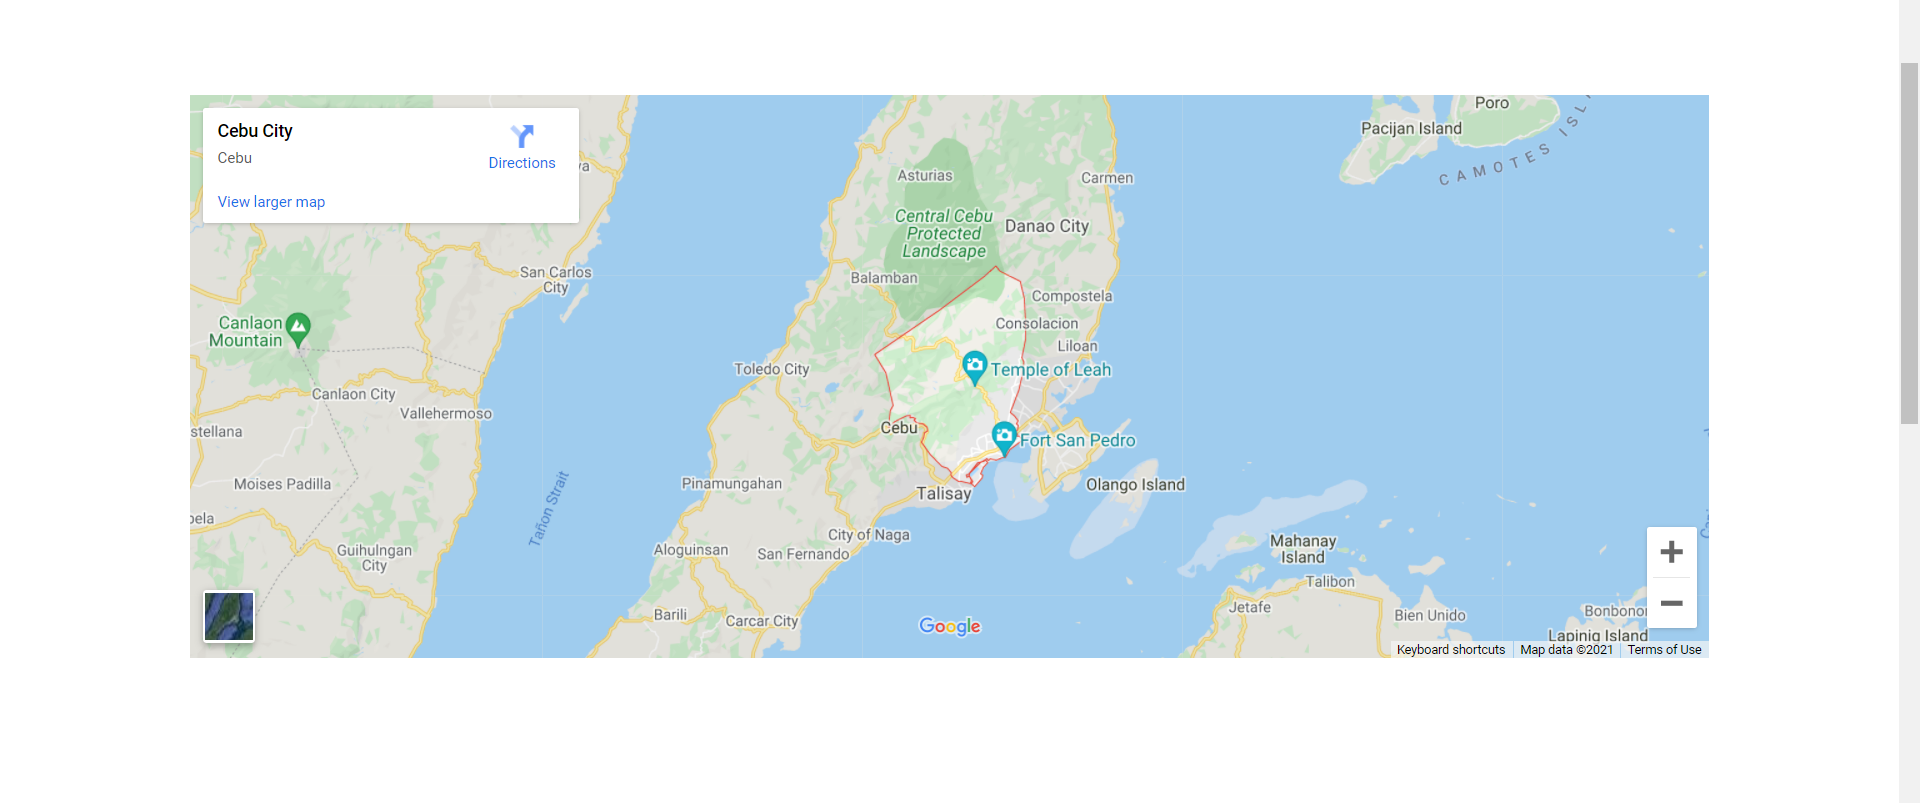 Cebu City
Cebu
Directions
View larger map
Poro
Pacijan Island
CAMOTES ISL
va
Asturias
Carmen
Central Cebu
Protected
Landscape
Danao City
San Carlos
City
Balamban
Compostela
Canlaon
Mountain
Consolacion
Liloan
Toledo City
Temple of Leah
Canlaon City
Vallehermoso
stellana
Cebu
Fort San Pedro
Moises Padilla
Tañon Strait
Pinamungahan
Talisay
Olango Island
City of Naga
Mahanay
Island
Guihulngan
City
Aloguinsan
San Fernando
Talibon
Jetafe
Bien Unido
Barili
Carcar City
Google
Lapinig Island
Keyboard shortcuts
Map data ©2021
Terms of Use